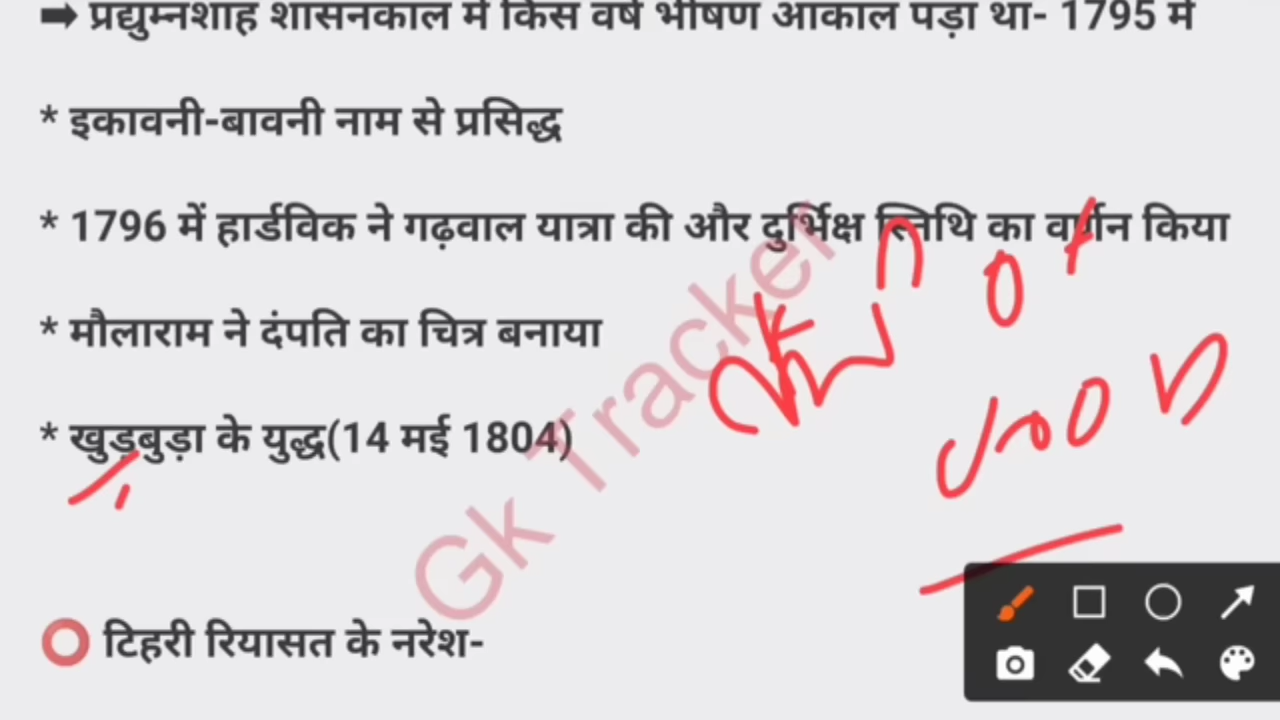 ➡ प्रद्युम्नशाह शासनकाल में किस वर्ष भीषण आकाल पड़ा था- 1795 में
* इकावनी-बावनी नाम से प्रसिद्ध
* 1796 में हार्डविक ने गढ़वाल यात्रा की और दुर्भिक्ष स्तिथि का वर्णन किया
* मौलाराम ने दंपति का चित्र बनाया
* खुड़बुड़ा के युद्ध(14 मई 1804)
Gk Tracker
⭕ टिहरी रियासत के नरेश-